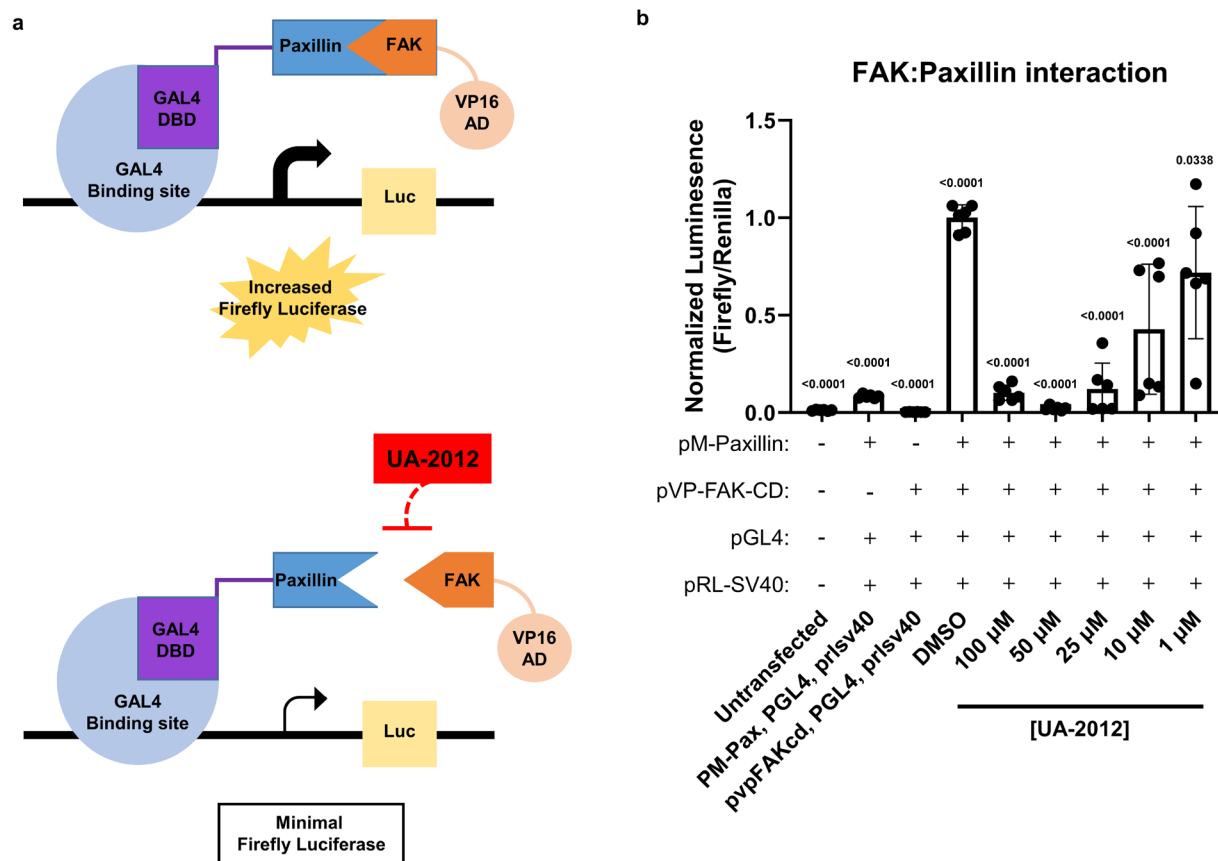 a
Paxillin
FAK
GAL4
DBD
VP16
AD
GAL4
Binding site
Luc
Increased
Firefly Luciferase
UA-2012
Paxillin
FAK
GAL4
DBD
VP16
AD
GAL4
Binding site
Luc
Minimal
Firefly Luciferase
b
FAK:Paxillin interaction
Normalized Luminesence
(Firefly/Renilla)
1.5
1.0
0.5
0.0
<0.0001
<0.0001
<0.0001
<0.0001
<0.0001
<0.0001
<0.0001
<0.0001
0.0338
pM-Paxillin: - + - + + + + + +
pVP-FAK-CD: - - + + + + + + +
pGL4: - + + + + + + + +
pRL-SV40: - + + + + + + + +
Untransfected
PM-Pax, PGL4, prlsv40
pvpFAKcd, PGL4, prlsv40
DMSO
100 µM
50 µM
25 µM
10 µM
1 µM
[UA-2012]